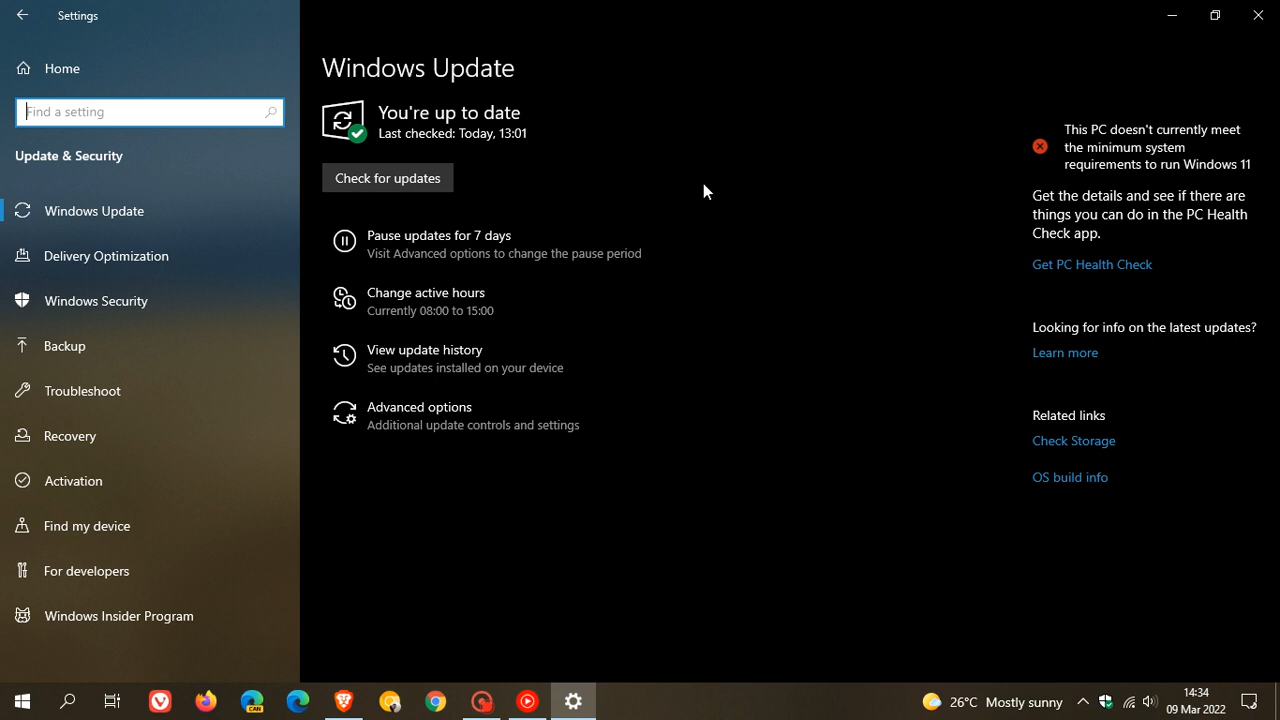 Settings
Home
Find a setting
Update & Security
Windows Update
Delivery Optimization
Windows Security
Backup
Troubleshoot
Recovery
Activation
Find my device
For developers
Windows Insider Program
Windows Update
You're up to date
Last checked: Today, 13:01
Check for updates
Pause updates for 7 days
Visit Advanced options to change the pause period
Change active hours
Currently 08:00 to 15:00
View update history
See updates installed on your device
Advanced options
Additional update controls and settings
This PC doesn't currently meet
the minimum system
requirements to run Windows 11
Get the details and see if there are
things you can do in the PC Health
Check app.
Get PC Health Check
Looking for info on the latest updates?
Learn more
Related links
Check Storage
OS build info
CAN
26°C Mostly sunny
14:34
09 Mar 2022